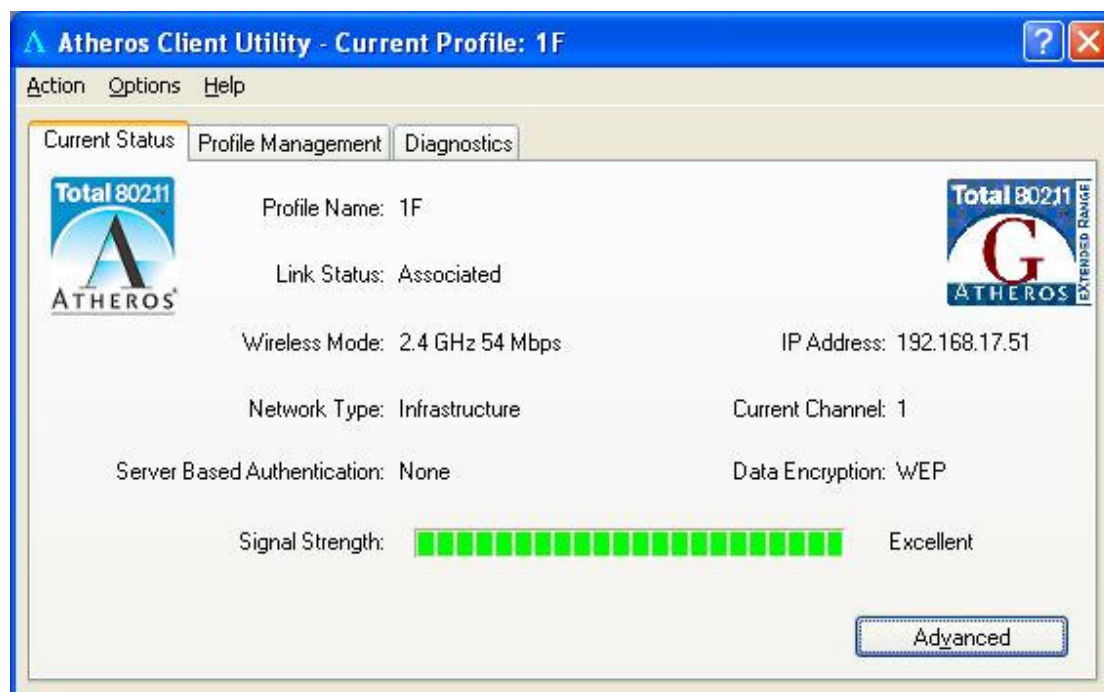 Atheros Client Utility - Current Profile: 1F
Action Options Help
Current Status Profile Management Diagnostics
Total 802.11
ATHEROS
Total 802.11
G
ATHEROS
EXTENDED RANGE
Profile Name: 1F
Link Status: Associated
Wireless Mode: 2.4 GHz 54 Mbps IP Address: 192.168.17.51
Network Type: Infrastructure Current Channel: 1
Server Based Authentication: None Data Encryption: WEP
Signal Strength: Excellent
Advanced